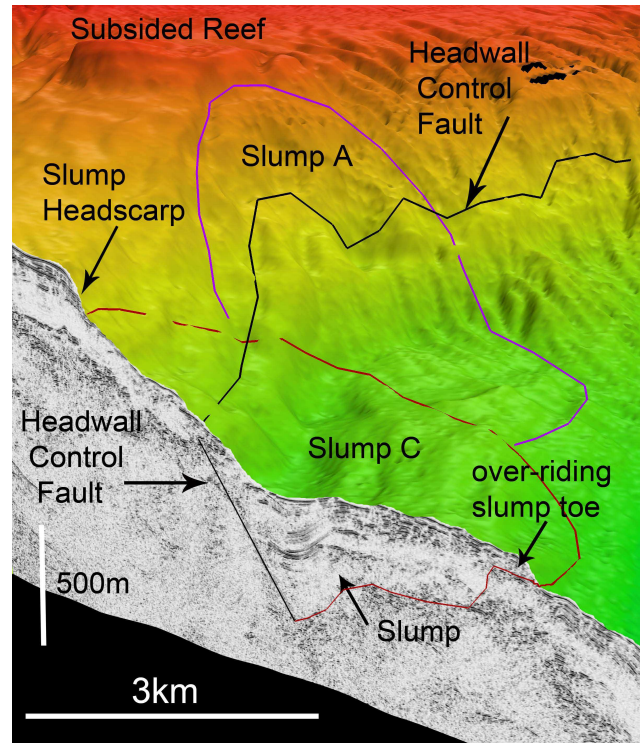 Subsided Reef
Headwall
Control
Fault
Slump A
Slump
Headscarp
Headwall
Control
Fault
Slump C
over-riding
slump toe
500m
Slump
3km